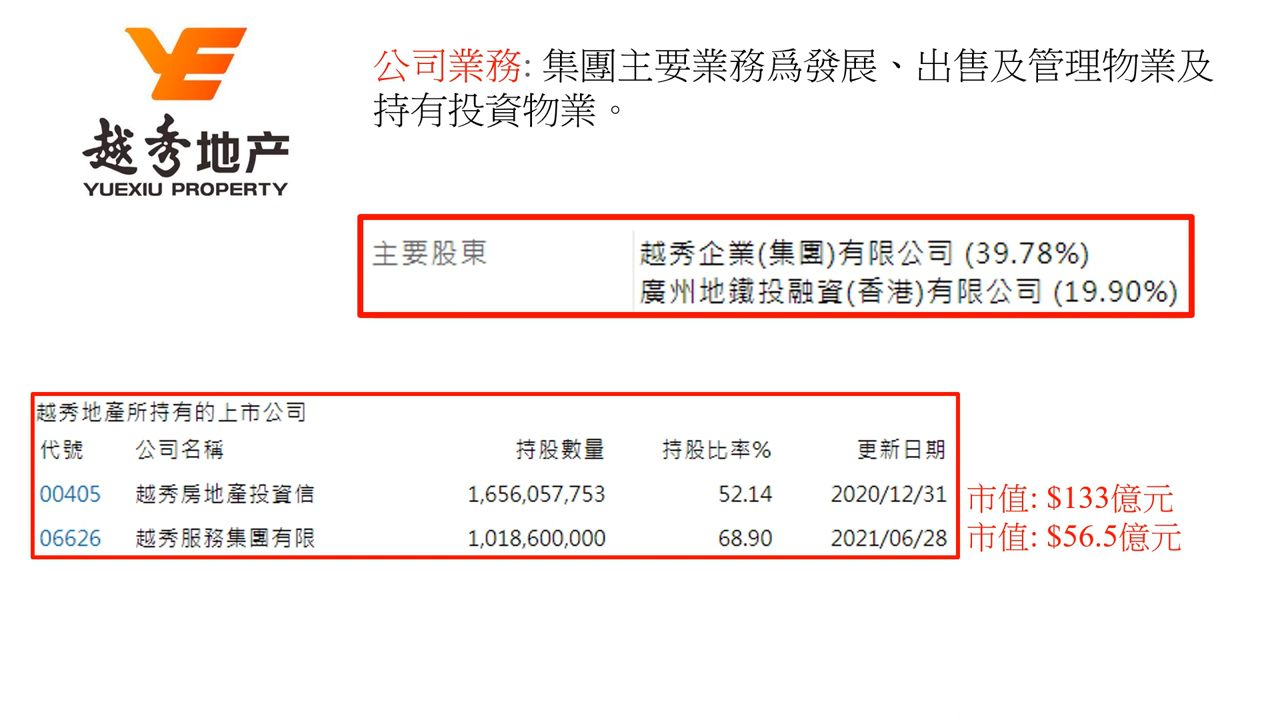 越秀地产
YUEXIU PROPERTY
公司業務: 集團主要業務爲發展、出售及管理物業及
持有投資物業。
主要股東 越秀企業(集團)有限公司 (39.78%)
廣州地鐵投融資(香港)有限公司 (19.90%)
越秀地產所持有的上市公司
代號 公司名稱 持股數量 持股比率% 更新日期
00405 越秀房地產投資信 1,656,057,753 52.14 2020/12/31 市值: $133億元
06626 越秀服務集團有限 1,018,600,000 68.90 2021/06/28 市值: $56.5億元